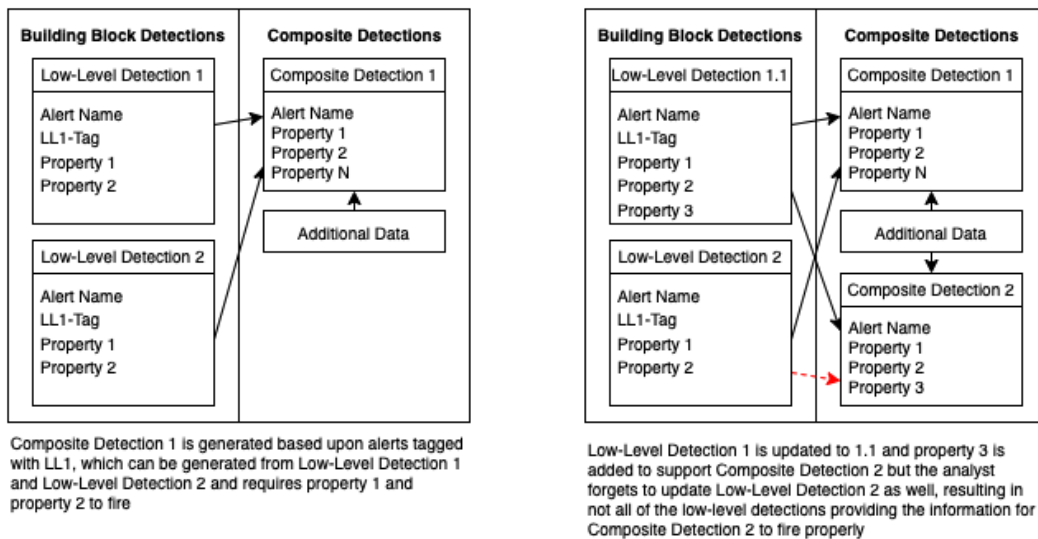 Building Block Detections
Composite Detections
Low-Level Detection 1
Alert Name
LL1-Tag
Property 1
Property 2
Composite Detection 1
Alert Name
Property 1
Property 2
Property N
Additional Data
Low-Level Detection 2
Alert Name
LL1-Tag
Property 1
Property 2
Composite Detection 1 is generated based upon alerts tagged
with LL1, which can be generated from Low-Level Detection 1
and Low-Level Detection 2 and requires property 1 and
property 2 to fire
Building Block Detections
Composite Detections
Low-Level Detection 1.1
Alert Name
LL1-Tag
Property 1
Property 2
Property 3
Composite Detection 1
Alert Name
Property 1
Property 2
Property N
Additional Data
Low-Level Detection 2
Alert Name
LL1-Tag
Property 1
Property 2
Composite Detection 2
Alert Name
Property 1
Property 2
Property 3
Low-Level Detection 1 is updated to 1.1 and property 3 is
added to support Composite Detection 2 but the analyst
forgets to update Low-Level Detection 2 as well, resulting in
not all of the low-level detections providing the information for
Composite Detection 2 to fire properly